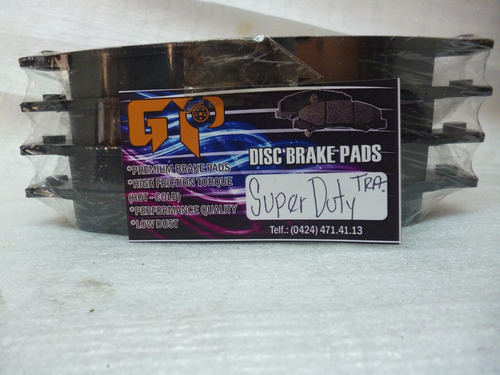 GTP
DISC BRAKE PADS
*PREMIUM BRAKE PADS
*HIGH FRICTION TORQUE
(HOT - COLD)
*PERFORMANCE QUALITY
*LOW DUST
Super Duty TRA.
Telf.: (0424) 471.41.13